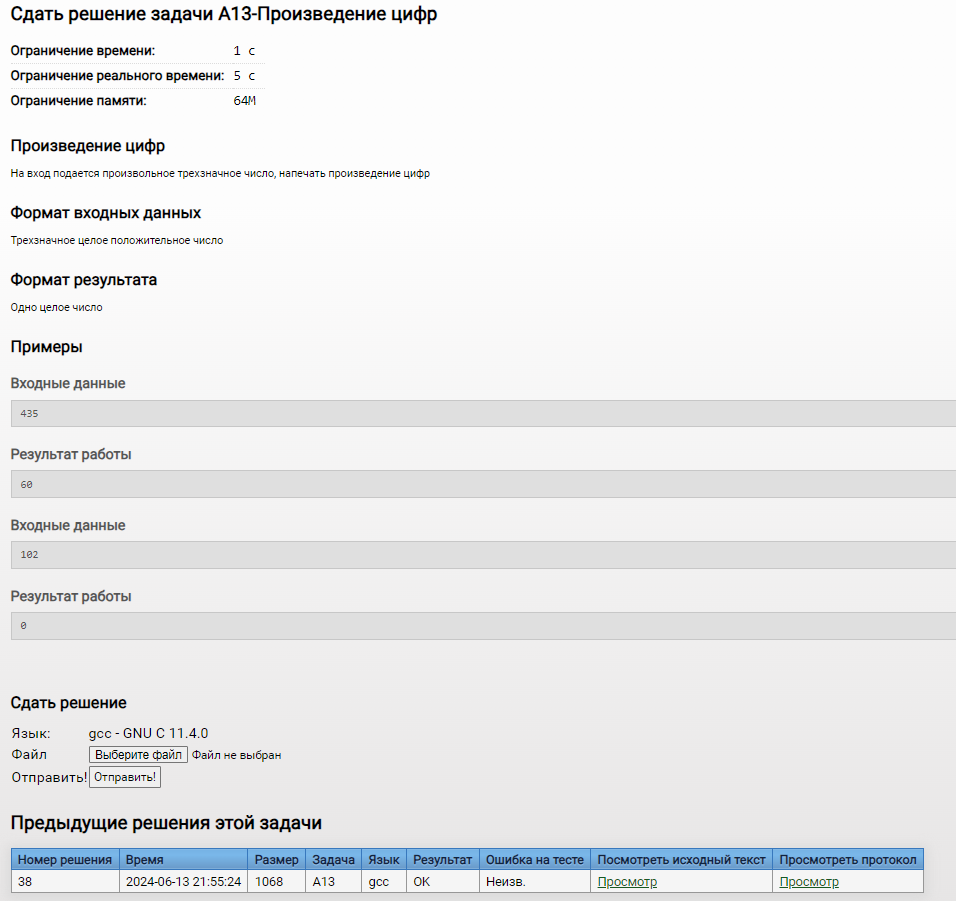 Сдать решение задачи A13-Произведение цифр
Ограничение времени: 1 с
Ограничение реального времени: 5 с
Ограничение памяти: 64M
Произведение цифр
На вход подается произвольное трехзначное число, напечать произведение цифр
Формат входных данных
Трехзначное целое положительное число
Формат результата
Одно целое число
Примеры
Входные данные
435
Результат работы
60
Входные данные
102
Результат работы
0
Сдать решение
Язык: gcc - GNU C 11.4.0
Файл Выберите файл Файл не выбран
Отправить! Отправить!
Предыдущие решения этой задачи
Номер решения Время Размер Задача Язык Результат Ошибка на тесте Посмотреть исходный текст Просмотреть протокол
38 2024-06-13 21:55:24 1068 A13 gcc OK Неизв. Просмотр Просмотр